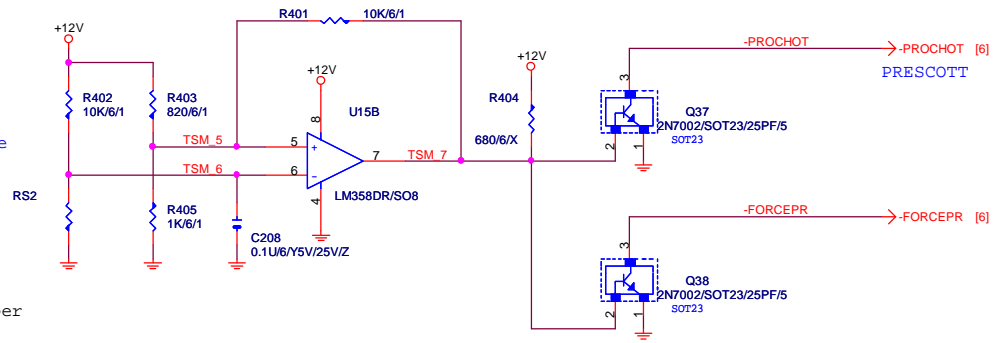 R401 10K/6/1
+12V
-PROCHOT
-PROCHOT [6]
PRESCOTT
+12V
+12V
R402
10K/6/1
R403
820/6/1
U15B
R404
3
Q37
2N7002/SOT23/25PF/5
SOT23
8
680/6/X
2
1
e
TSM_5
5
+
7
TSM_7
TSM_6
6
-
4
LM358DR/SO8
RS2
R405
1K/6/1
C208
0.1U/6/Y5V/25V/Z
-FORCEPR
-FORCEPR [6]
3
Q38
2N7002/SOT23/25PF/5
SOT23
2
1
er